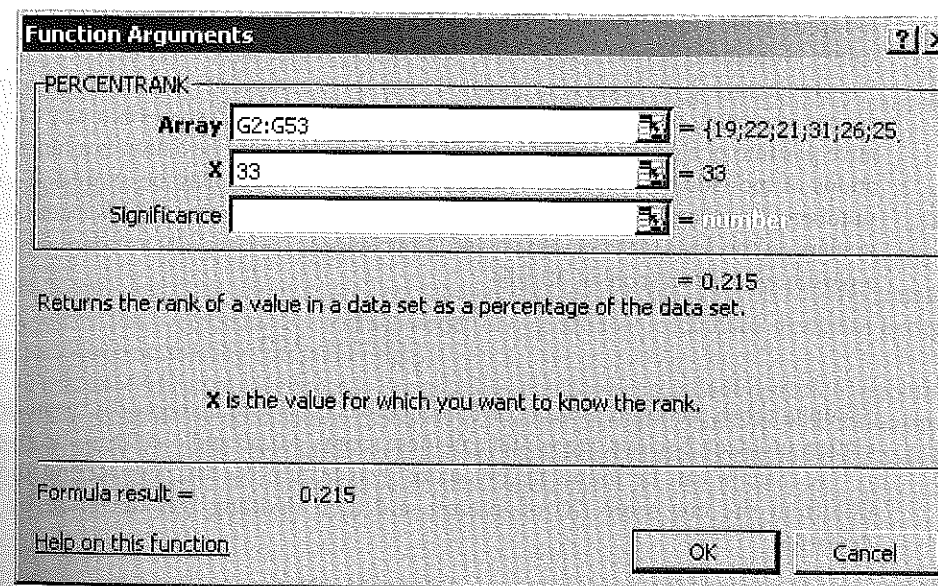 Function Arguments
PERCENTRANK
Array G2:G53 = {19;22;21;31;26;25
X 33 = 33
Significance = number
= 0.215
Returns the rank of a value in a data set as a percentage of the data set.
X is the value for which you want to know the rank.
Formula result = 0.215
Help on this function OK Cancel